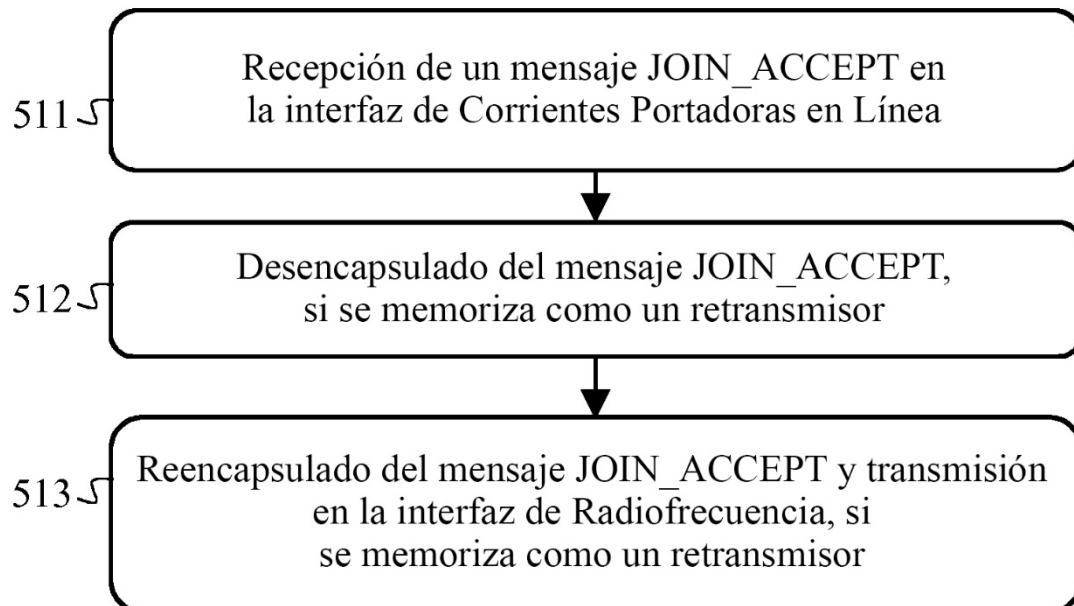 Recepción de un mensaje JOIN_ACCEPT en
511 la interfaz de Corrientes Portadoras en Línea
Desencapsulado del mensaje JOIN_ACCEPT,
512 si se memoriza como un retransmisor
Reencapsulado del mensaje JOIN_ACCEPT y transmisión
513 en la interfaz de Radiofrecuencia, si
se memoriza como un retransmisor